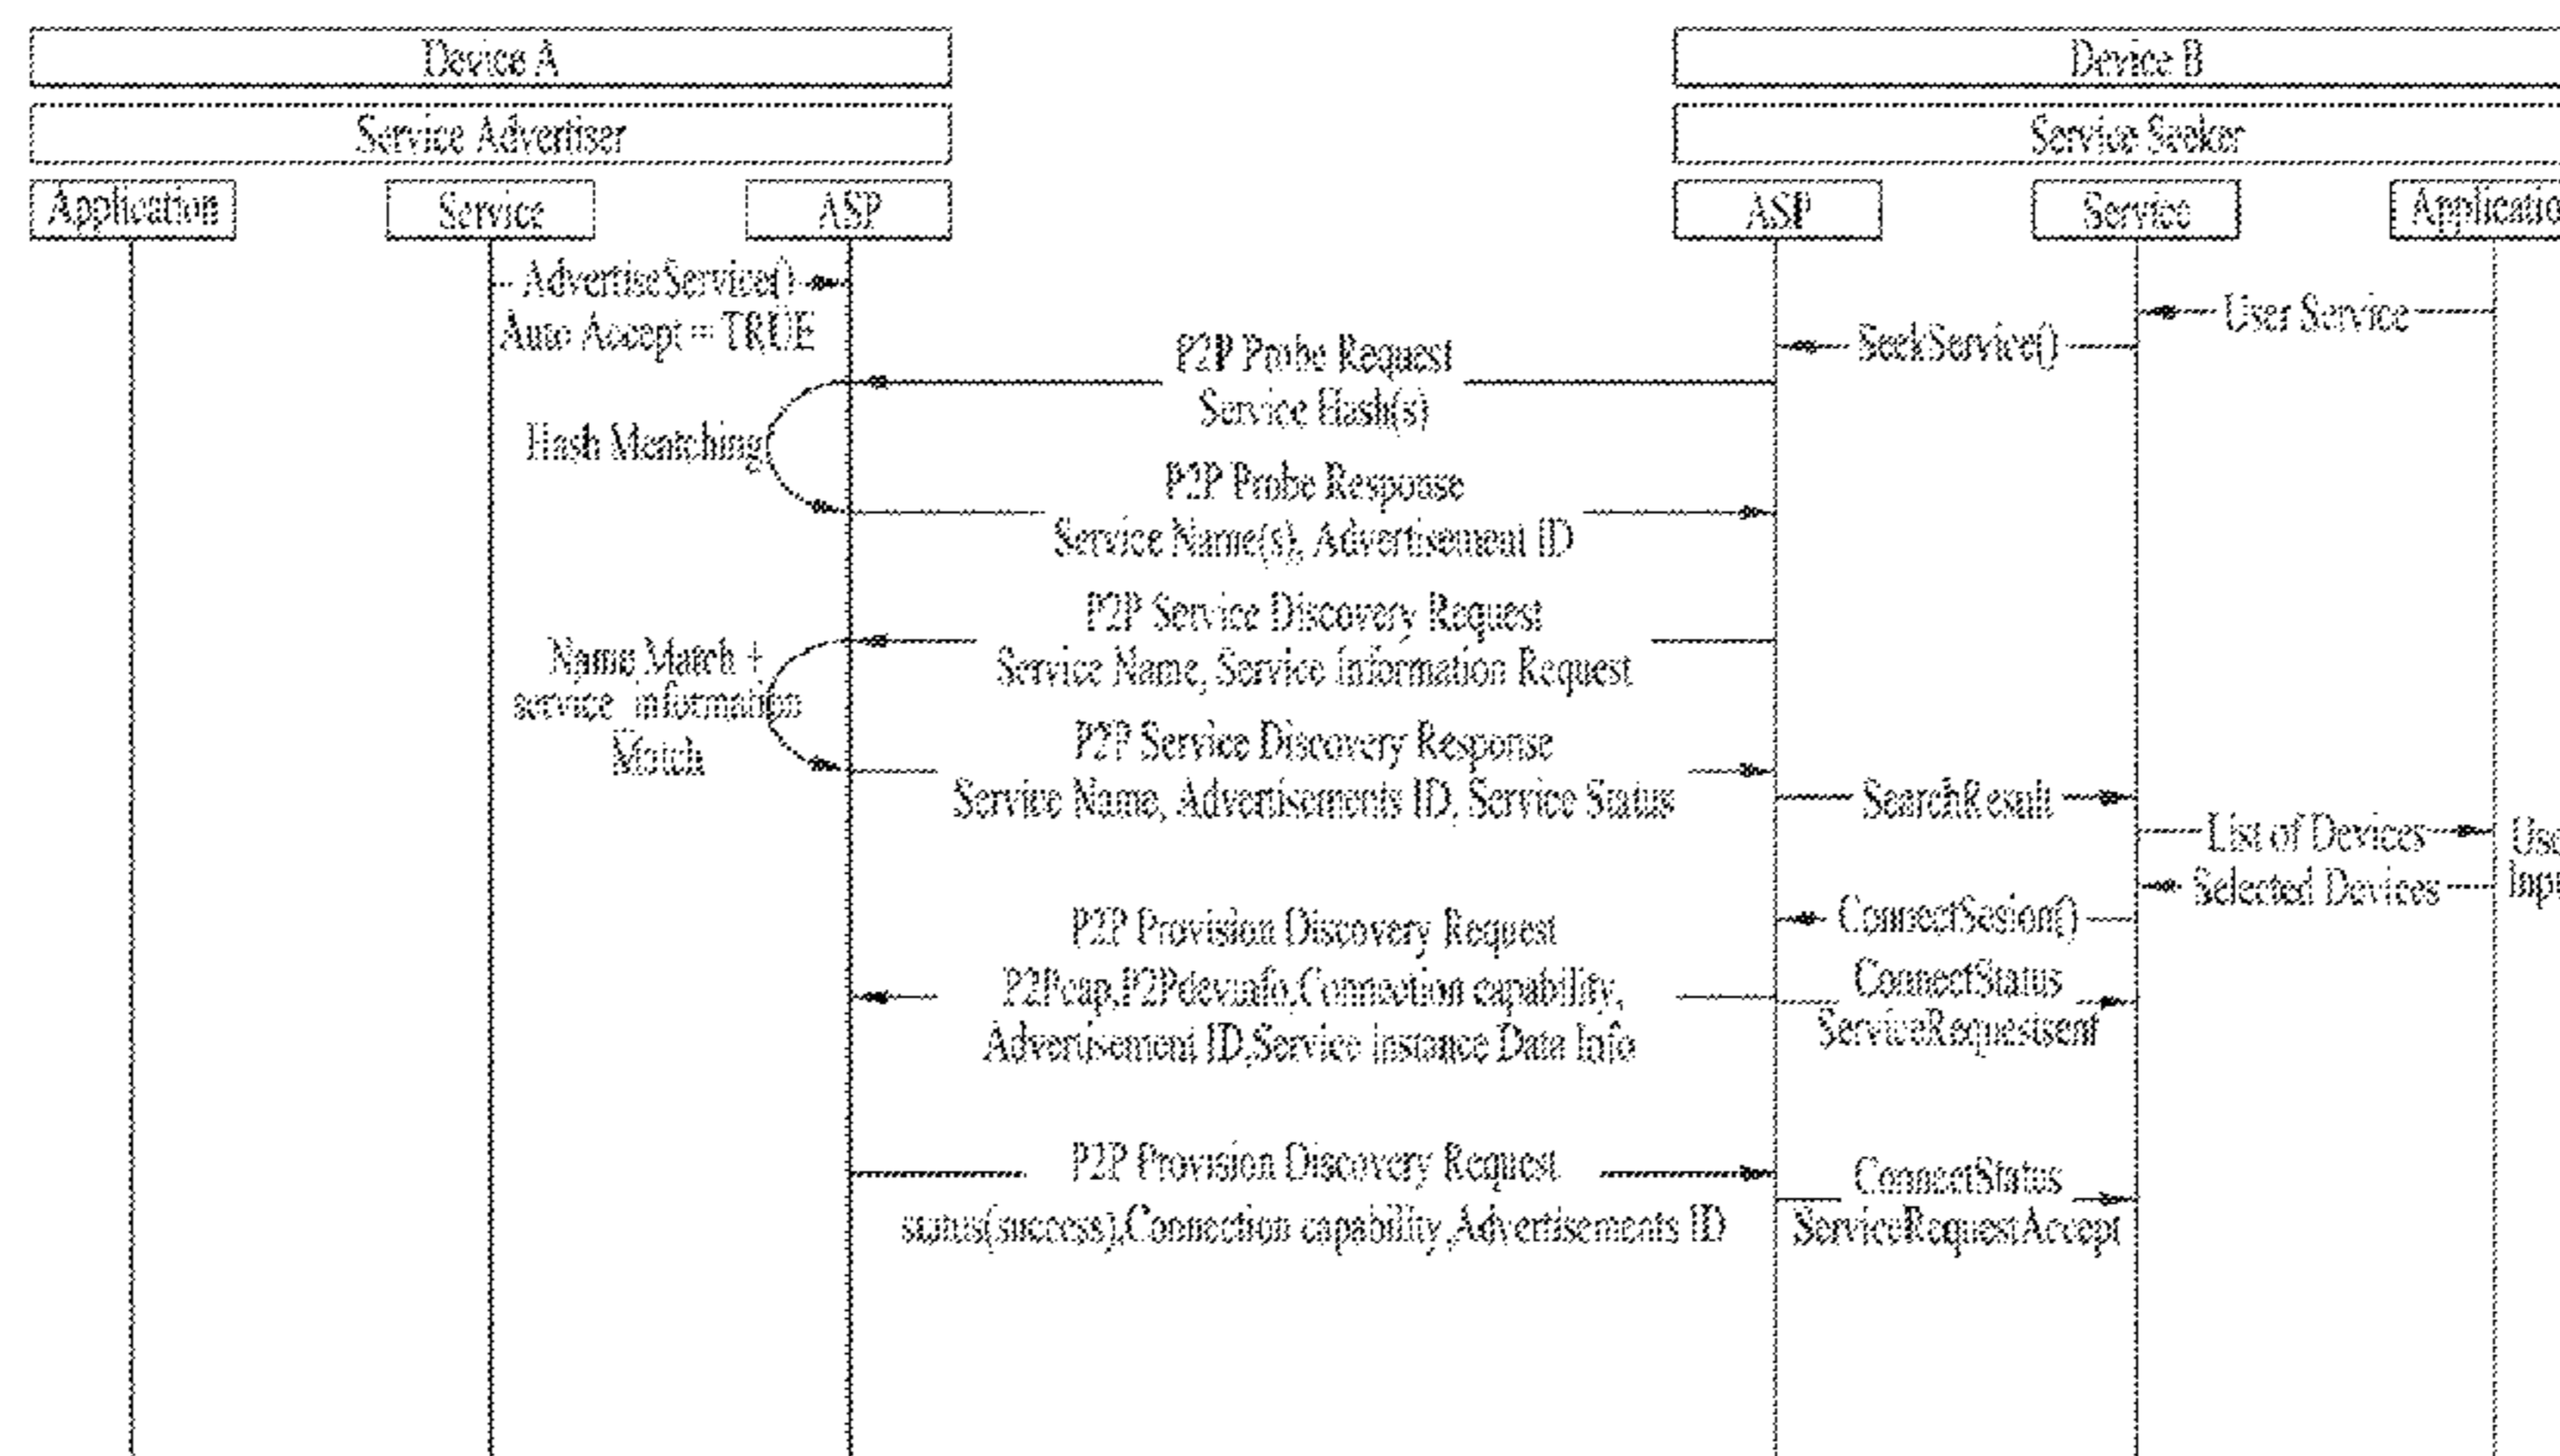 Device A
Device B
Service Advertiser
Service Seeker
Application
Service
ASP
ASP
Service
Applicatio
AdvertiseService()
Auto Accept = TRUE
User Service
SeekService()
P2P Probe Request
Service Hash(s)
Hash Meatching
P2P Probe Response
Service Name(s), Advertisement ID
P2P Service Discovery Request
Service Name, Service Information Request
Name Match +
service_information
Match
P2P Service Discovery Response
Service Name, Advertisements ID, Service Status
SearchResult
List of Devices
Use
Inpu
Selected Devices
ConnectSesion()
P2P Provision Discovery Request
P2Pcap,P2Pdevinfo,Connection capability,
Advertisement ID,Service instance Data Info
ConnectStatus
ServiceRequestsent
P2P Provision Discovery Request
status(success),Connection capability,Advertisements ID
ConnectStatus
ServiceRequestAccept